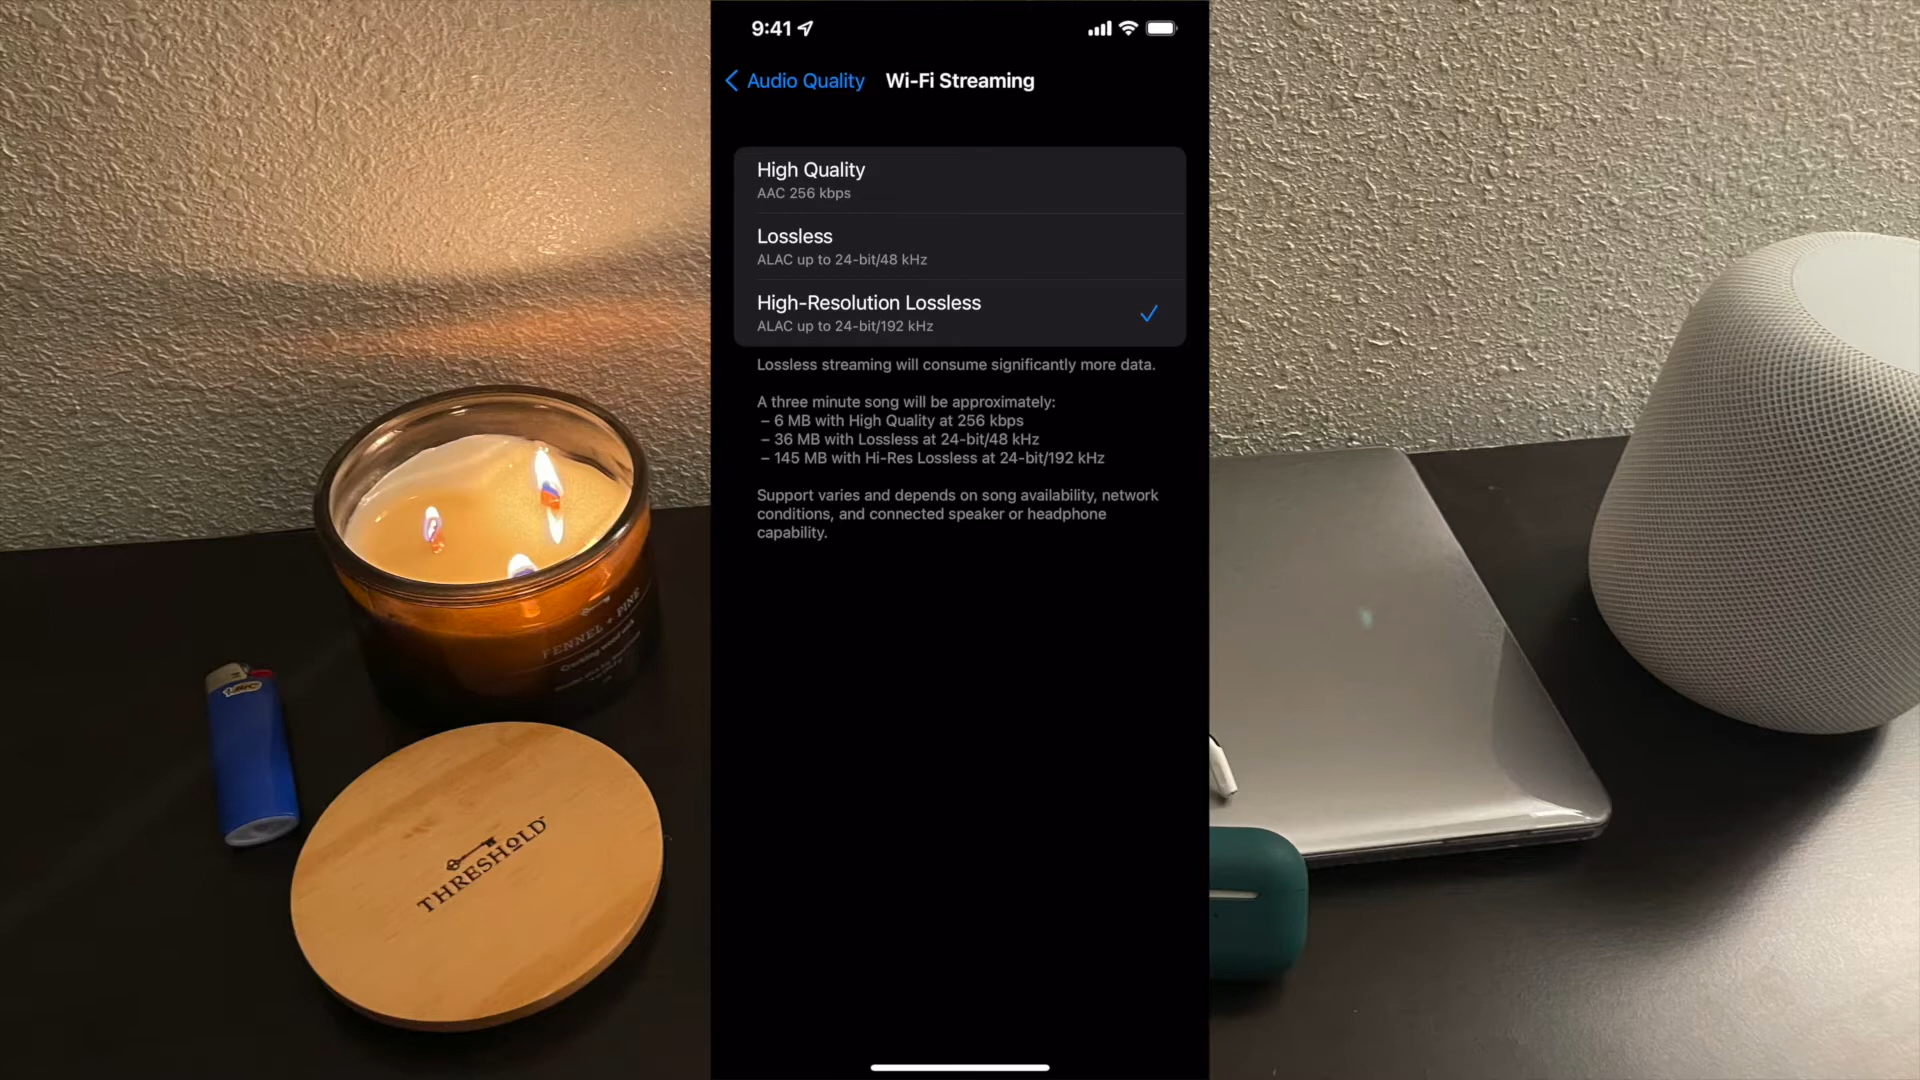 9:41
Audio Quality
Wi-Fi Streaming
High Quality
AAC 256 kbps
Lossless
ALAC up to 24-bit/48 kHz
High-Resolution Lossless
ALAC up to 24-bit/192 kHz
Lossless streaming will consume significantly more data.
A three minute song will be approximately:
– 6 MB with High Quality at 256 kbps
– 36 MB with Lossless at 24-bit/48 kHz
– 145 MB with Hi-Res Lossless at 24-bit/192 kHz
Support varies and depends on song availability, network
conditions, and connected speaker or headphone
capability.
FENNEL + PINE
Crackling wood wick
BIC
THRESHOLD